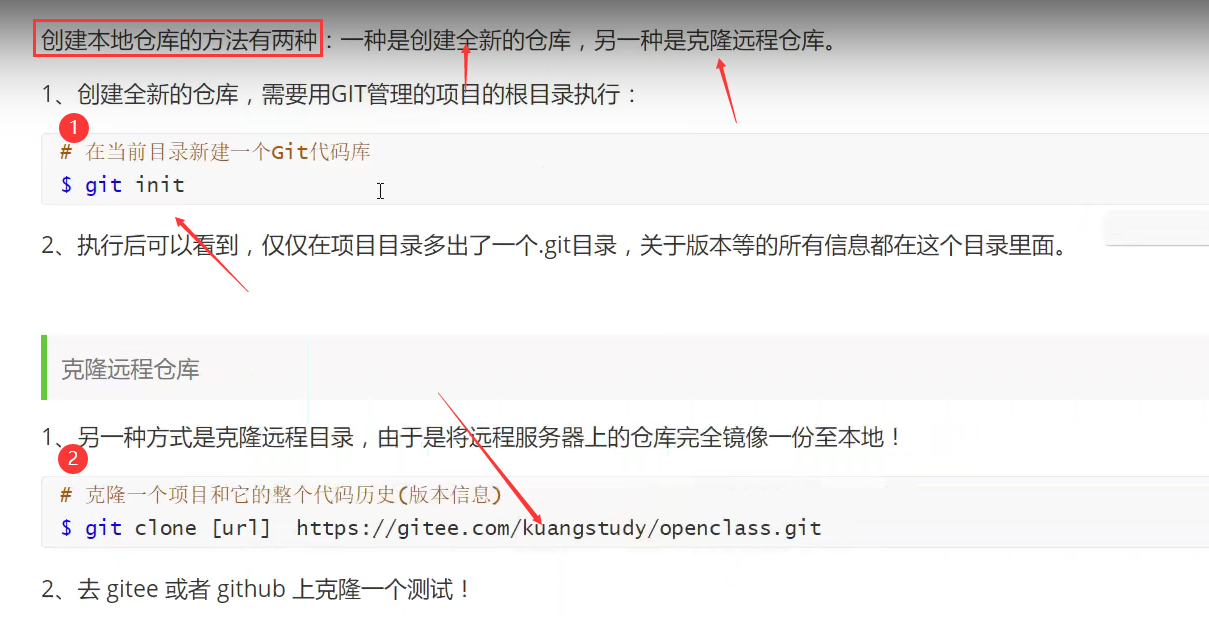 创建本地仓库的方法有两种：一种是创建全新的仓库，另一种是克隆远程仓库。
1、创建全新的仓库，需要用GIT管理的项目的根目录执行：
1
# 在当前目录新建一个Git代码库
$ git init
2、执行后可以看到，仅仅在项目目录多出了一个.git目录，关于版本等的所有信息都在这个目录里面。
克隆远程仓库
1、另一种方式是克隆远程目录，由于是将远程服务器上的仓库完全镜像一份至本地！
2
# 克隆一个项目和它的整个代码历史(版本信息)
$ git clone [url]  https://gitee.com/kuangstudy/openclass.git
2、去 gitee 或者 github 上克隆一个测试！